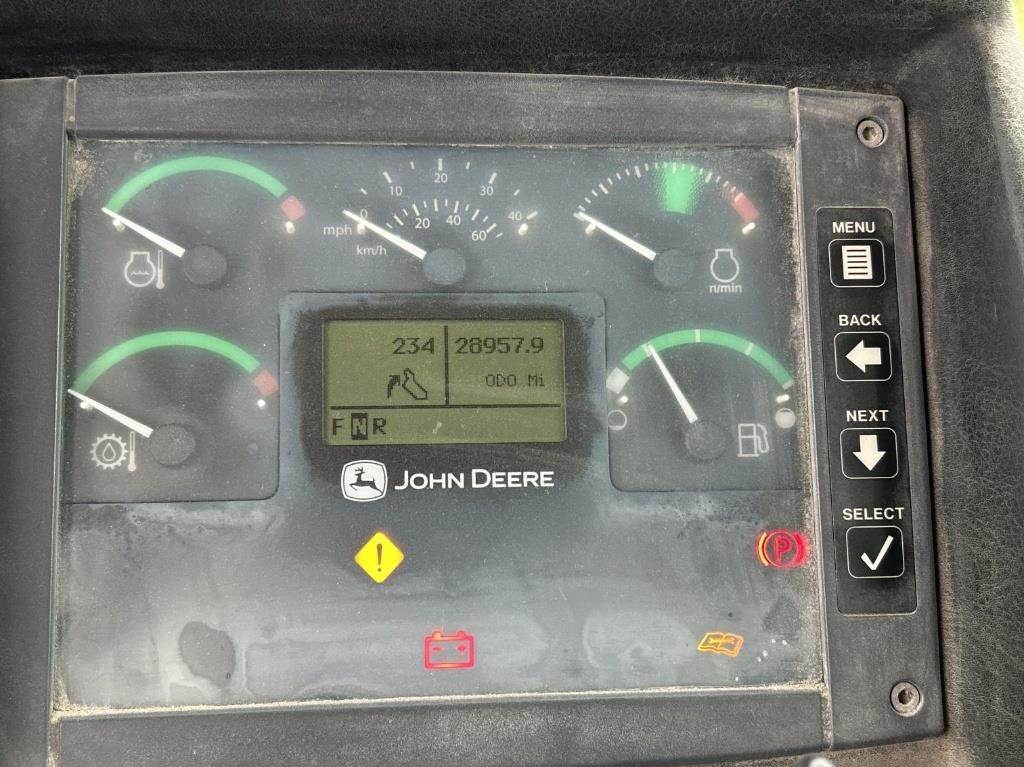 10 20 30
0 40
mph
20 40 60
km/h
n/min
MENU
BACK
NEXT
SELECT
234 28957.9
ODO Mi
F N R
JOHN DEERE
!
P